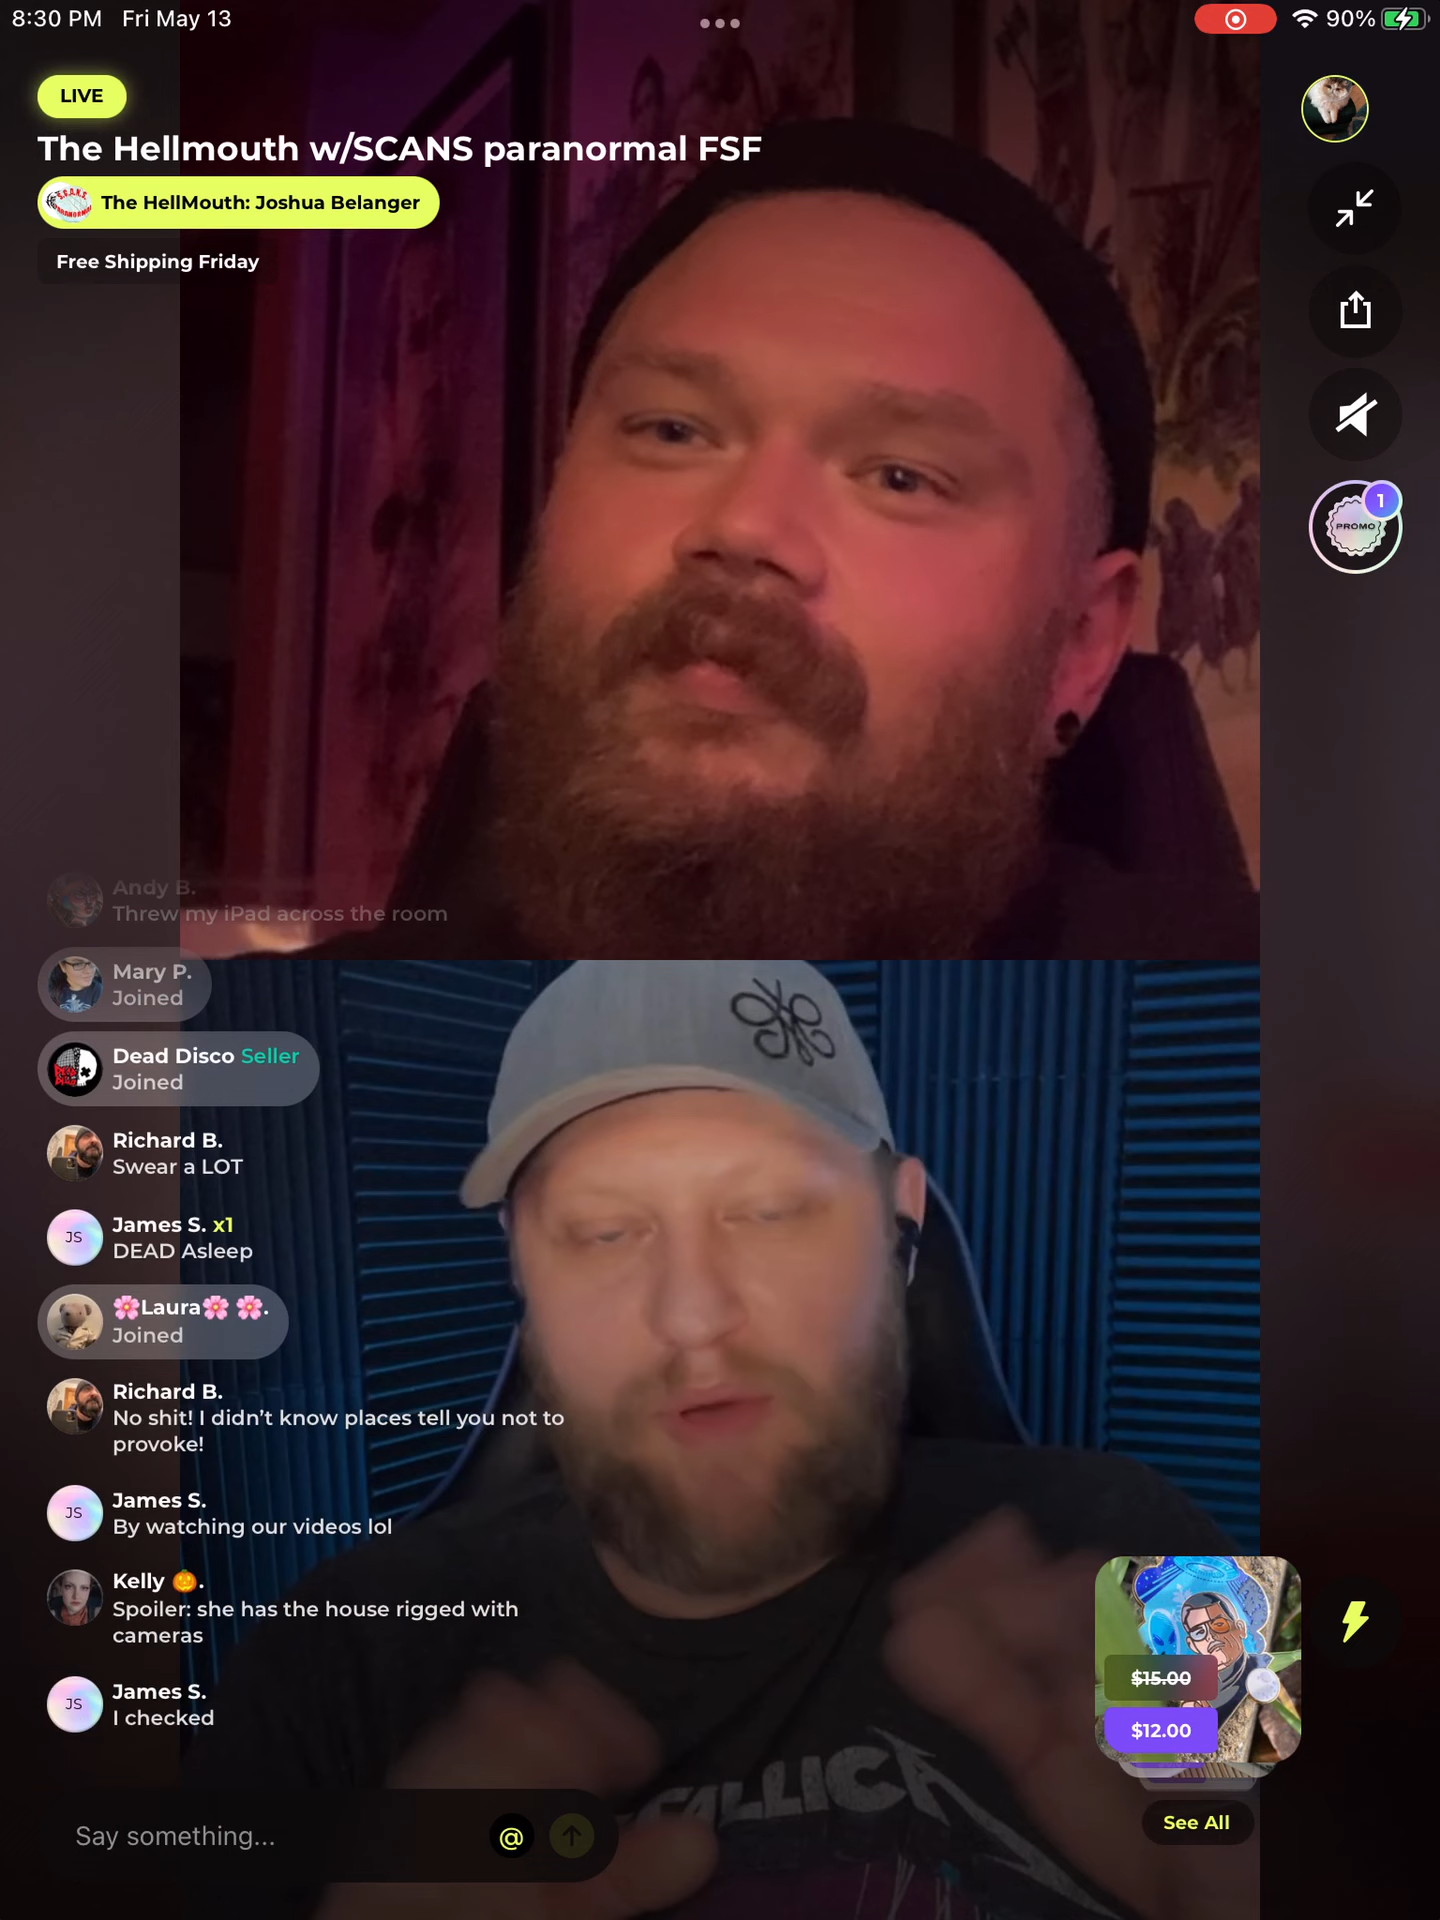 8:30 PM Fri May 13
90%
LIVE
The Hellmouth w/SCANS paranormal FSF
The HellMouth: Joshua Belanger
Free Shipping Friday
PROMO
1
Andy B.
Threw my iPad across the room
Mary P.
Joined
Dead Disco Seller
Joined
Richard B.
Swear a LOT
JS
James S. x1
DEAD Asleep
🌸Laura🌸 🌸.
Joined
Richard B.
No shit! I didn’t know places tell you not to
provoke!
JS
James S.
By watching our videos lol
Kelly 🎃.
Spoiler: she has the house rigged with
cameras
JS
James S.
I checked
$15.00
$12.00
See All
Say something...
@